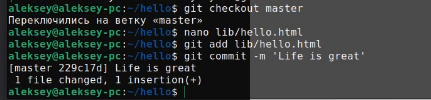 aleksey@aleksey-pc:~/hello$ git checkout master
Переключились на ветку «master»
aleksey@aleksey-pc:~/hello$ nano lib/hello.html
aleksey@aleksey-pc:~/hello$ git add lib/hello.html
aleksey@aleksey-pc:~/hello$ git commit -m 'Life is great'
[master 229c17d] Life is great
 1 file changed, 1 insertion(+)
aleksey@aleksey-pc:~/hello$